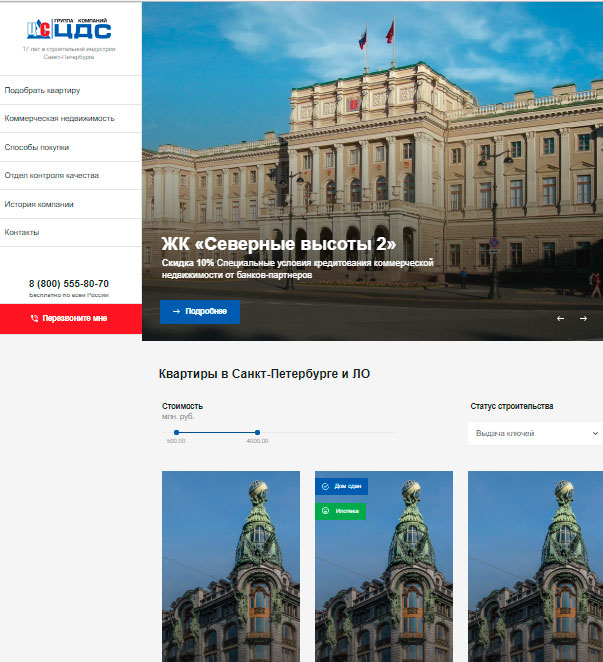 ГРУППА КОМПАНИЙ
ЦДС
17 лет в строительной индустрии
Санкт-Петербурга
Подобрать квартиру
Коммерческая недвижимость
Способы покупки
Отдел контроля качества
История компании
Контакты
8 (800) 555-80-70
Бесплатно по всей России
Перезвоните мне
ЖК «Северные высоты 2»
Скидка 10% Специальные условия кредитования коммерческой
недвижимости от банков-партнеров
Подробнее
Квартиры в Санкт-Петербурге и ЛО
Стоимость
млн. руб.
500.00
4000.00
Статус строительства
Выдача ключей
Дом сдан
Ипотека